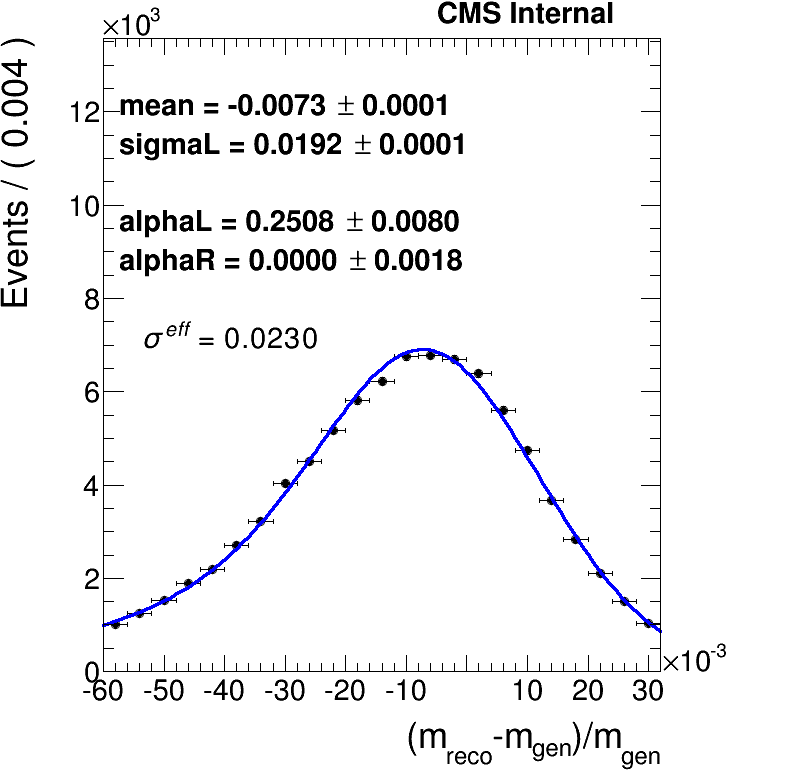 CMS Internal
×10³
Events / ( 0.004 )
mean = -0.0073 ± 0.0001
sigmaL = 0.0192 ± 0.0001
alphaL = 0.2508 ± 0.0080
alphaR = 0.0000 ± 0.0018
σ^eff = 0.0230
12
10
8
6
4
2
0
-60 -50 -40 -30 -20 -10 10 20 30
×10⁻³
(m_reco-m_gen)/m_gen